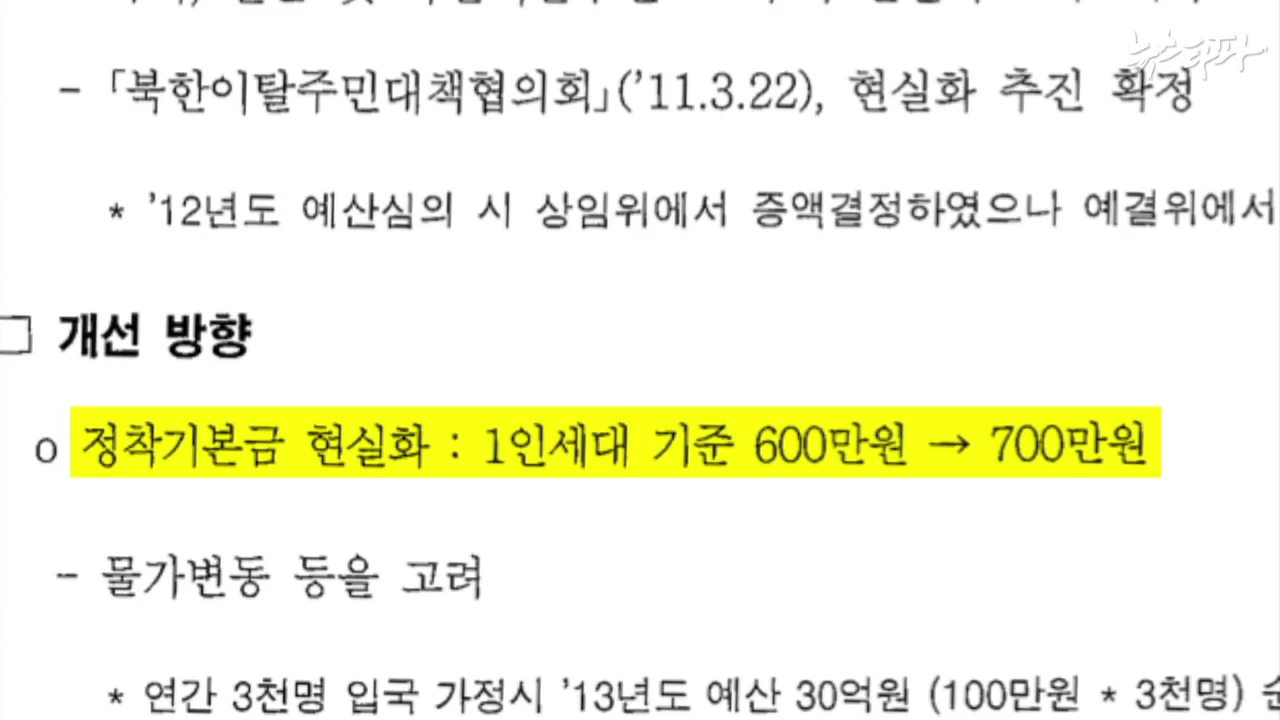 뉴스타파
- 「북한이탈주민대책협의회」(’11.3.22), 현실화 추진 확정
* ’12년도 예산심의 시 상임위에서 증액결정하였으나 예결위에서
□ 개선 방향
o 정착기본금 현실화 : 1인세대 기준 600만원 → 700만원
- 물가변동 등을 고려
* 연간 3천명 입국 가정시 ’13년도 예산 30억원 (100만원 * 3천명)